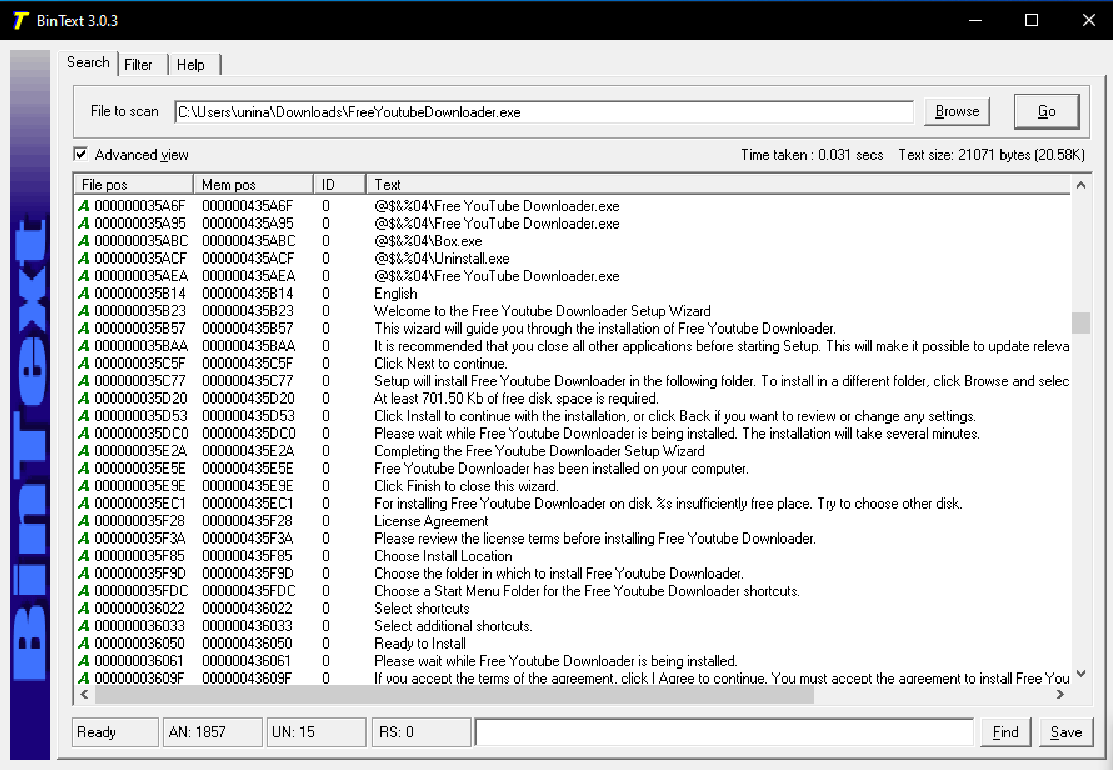 BinText 3.0.3
Search Filter Help
File to scan C:\Users\unina\Downloads\FreeYoutubeDownloader.exe Browse Go
Advanced view Time taken : 0.031 secs Text size: 21071 bytes (20.58K)
File pos Mem pos ID Text
A 000000035A6F 000000435A6F 0 @$&%04\Free YouTube Downloader.exe
A 000000035A95 000000435A95 0 @$&%04\Free YouTube Downloader.exe
A 000000035ABC 000000435ABC 0 @$&%04\Box.exe
A 000000035ACF 000000435ACF 0 @$&%04\Uninstall.exe
A 000000035AEA 000000435AEA 0 @$&%04\Free YouTube Downloader.exe
A 000000035B14 000000435B14 0 English
A 000000035B23 000000435B23 0 Welcome to the Free Youtube Downloader Setup Wizard
A 000000035B57 000000435B57 0 This wizard will guide you through the installation of Free Youtube Downloader.
A 000000035BAA 000000435BAA 0 It is recommended that you close all other applications before starting Setup. This will make it possible to update releva
A 000000035C5F 000000435C5F 0 Click Next to continue.
A 000000035C77 000000435C77 0 Setup will install Free Youtube Downloader in the following folder. To install in a different folder, click Browse and selec
A 000000035D20 000000435D20 0 At least 701.50 Kb of free disk space is required.
A 000000035D53 000000435D53 0 Click Install to continue with the installation, or click Back if you want to review or change any settings.
A 000000035DC0 000000435DC0 0 Please wait while Free Youtube Downloader is being installed. The installation will take several minutes.
A 000000035E2A 000000435E2A 0 Completing the Free Youtube Downloader Setup Wizard
A 000000035E5E 000000435E5E 0 Free Youtube Downloader has been installed on your computer.
A 000000035E9E 000000435E9E 0 Click Finish to close this wizard.
A 000000035EC1 000000435EC1 0 For installing Free Youtube Downloader on disk %s insufficiently free place. Try to choose other disk.
A 000000035F28 000000435F28 0 License Agreement
A 000000035F3A 000000435F3A 0 Please review the license terms before installing Free Youtube Downloader.
A 000000035F85 000000435F85 0 Choose Install Location
A 000000035F9D 000000435F9D 0 Choose the folder in which to install Free Youtube Downloader.
A 000000035FDC 000000435FDC 0 Choose a Start Menu Folder for the Free Youtube Downloader shortcuts.
A 000000036022 000000436022 0 Select shortcuts
A 000000036033 000000436033 0 Select additional shortcuts.
A 000000036050 000000436050 0 Ready to Install
A 000000036061 000000436061 0 Please wait while Free Youtube Downloader is being installed.
A 00000003609F 00000043609F 0 If you accept the terms of the agreement, click I Agree to continue. You must accept the agreement to install Free You
Ready AN: 1857 UN: 15 RS: 0 Find Save
BinText